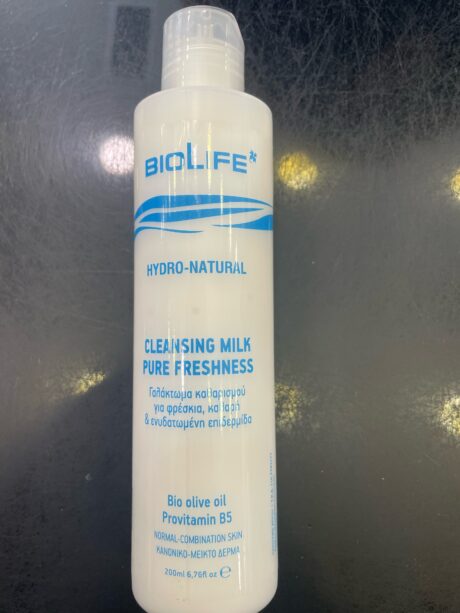 BIOLIFE*
HYDRO-NATURAL
CLEANSING MILK
PURE FRESHNESS
Γαλάκτωμα καθαρισμού
για φρέσκια, καθαρή
& ενυδατωμένη επιδερμίδα
Bio olive oil
Provitamin B5
NORMAL-COMBINATION SKIN
ΚΑΝΟΝΙΚΟ-ΜΕΙΚΤΟ ΔΕΡΜΑ
200ml 6,76fl oz ℮